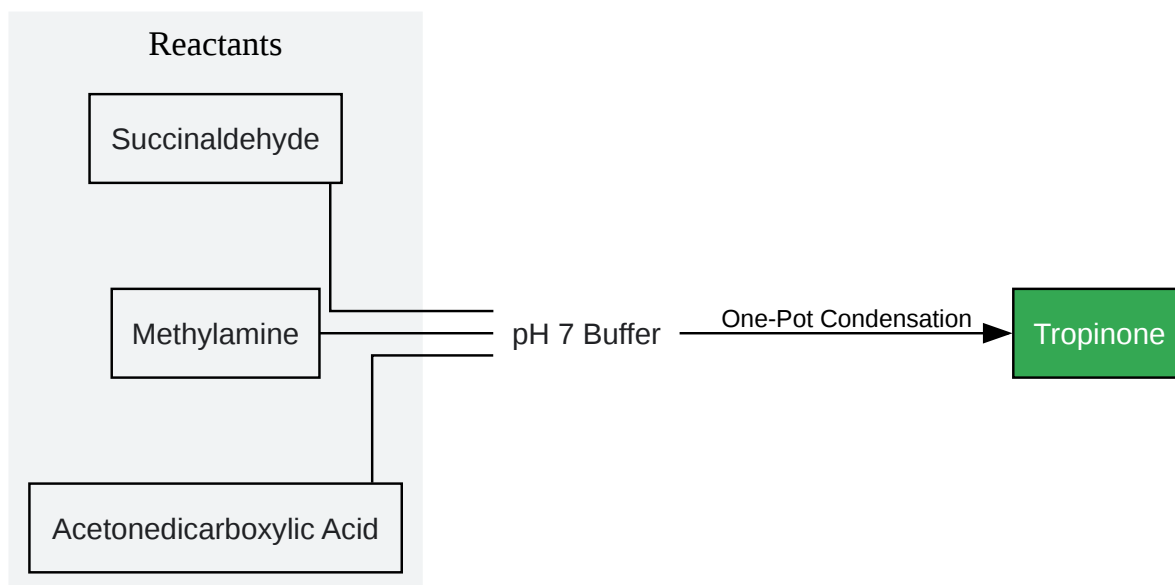 Reactants
Succinaldehyde
Methylamine
pH 7 Buffer
One-Pot Condensation
Tropinone
Acetonedicarboxylic Acid